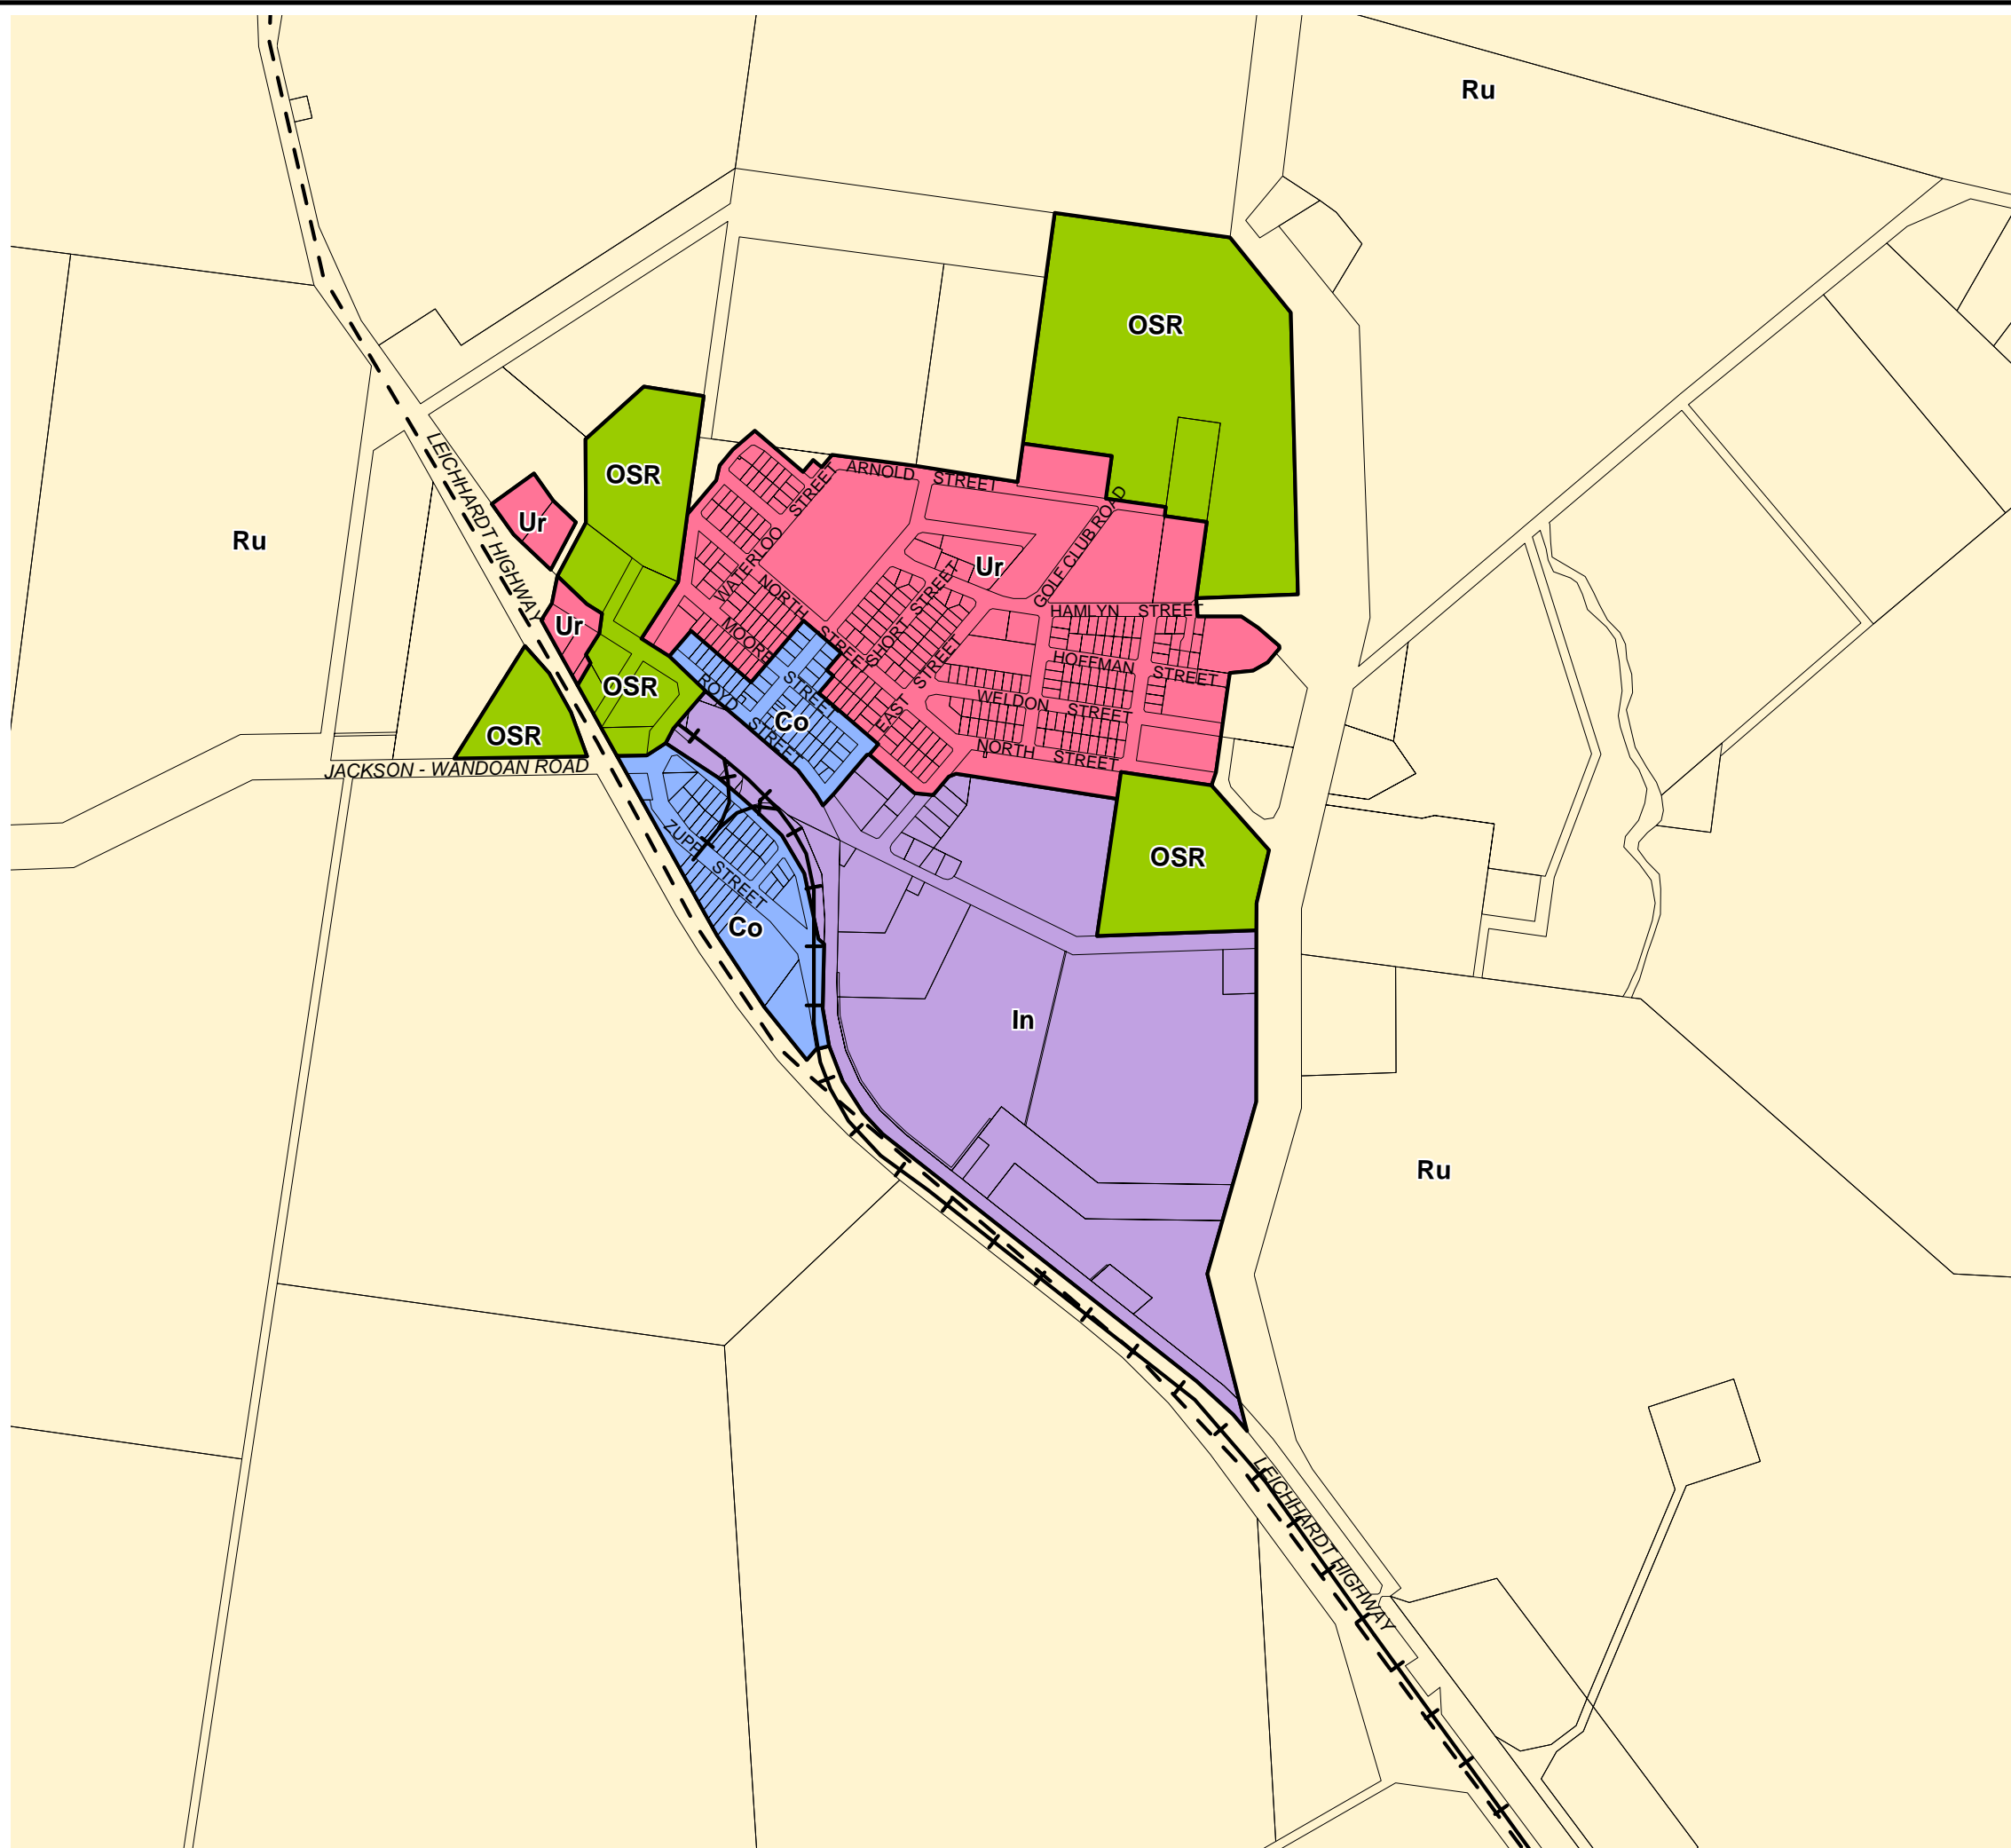 Ru
OSR
LEICHHARDT HIGHWAY
OSR
ARNOLD STREET
WATERLOO STREET
GOLF CLUB ROAD
Ur
Ru
Ur
NORTH STREET
SHORT STREET
HAMLYN STREET
Ur
MOORE STREET
HOFFMAN STREET
OSR
ROYD STREET
EAST STREET
WELDON STREET
Co
OSR
NORTH STREET
JACKSON - WANDOAN ROAD
ZUPP STREET
OSR
Co
In
Ru
LEICHHARDT HIGHWAY